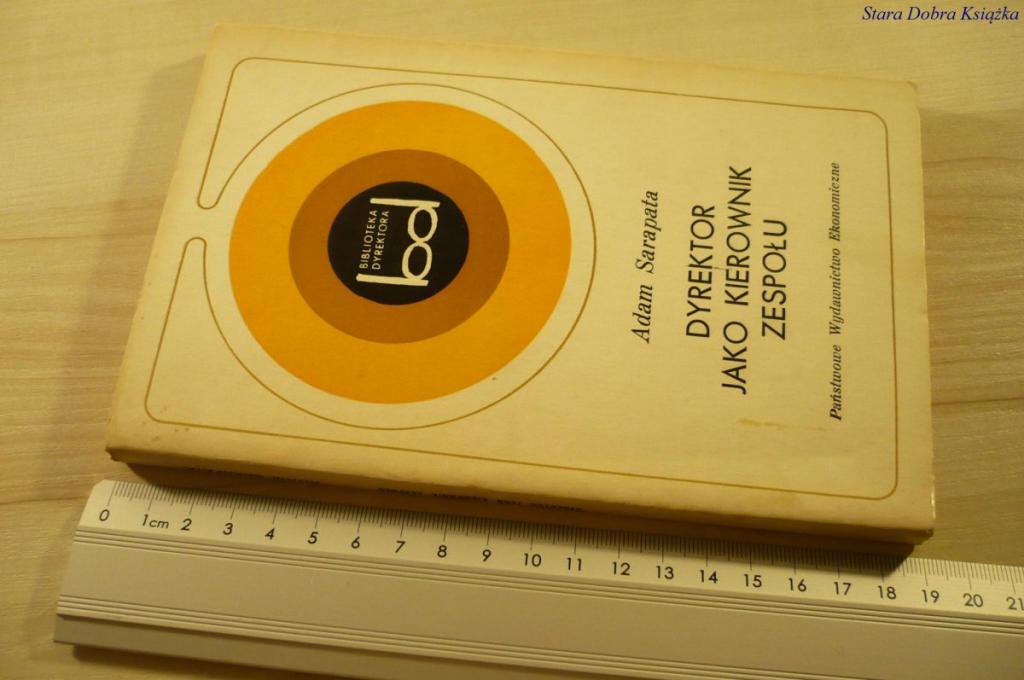 Stara Dobra Książka
BIBLIOTEKA
DYREKTORA
bd
Adam Sarapata
DYREKTOR
JAKO KIEROWNIK
ZESPOŁU
Państwowe Wydawnictwo Ekonomiczne
0 1cm 2 3 4 5 6 7 8 9 10 11 12 13 14 15 16 17 18 19 20 21